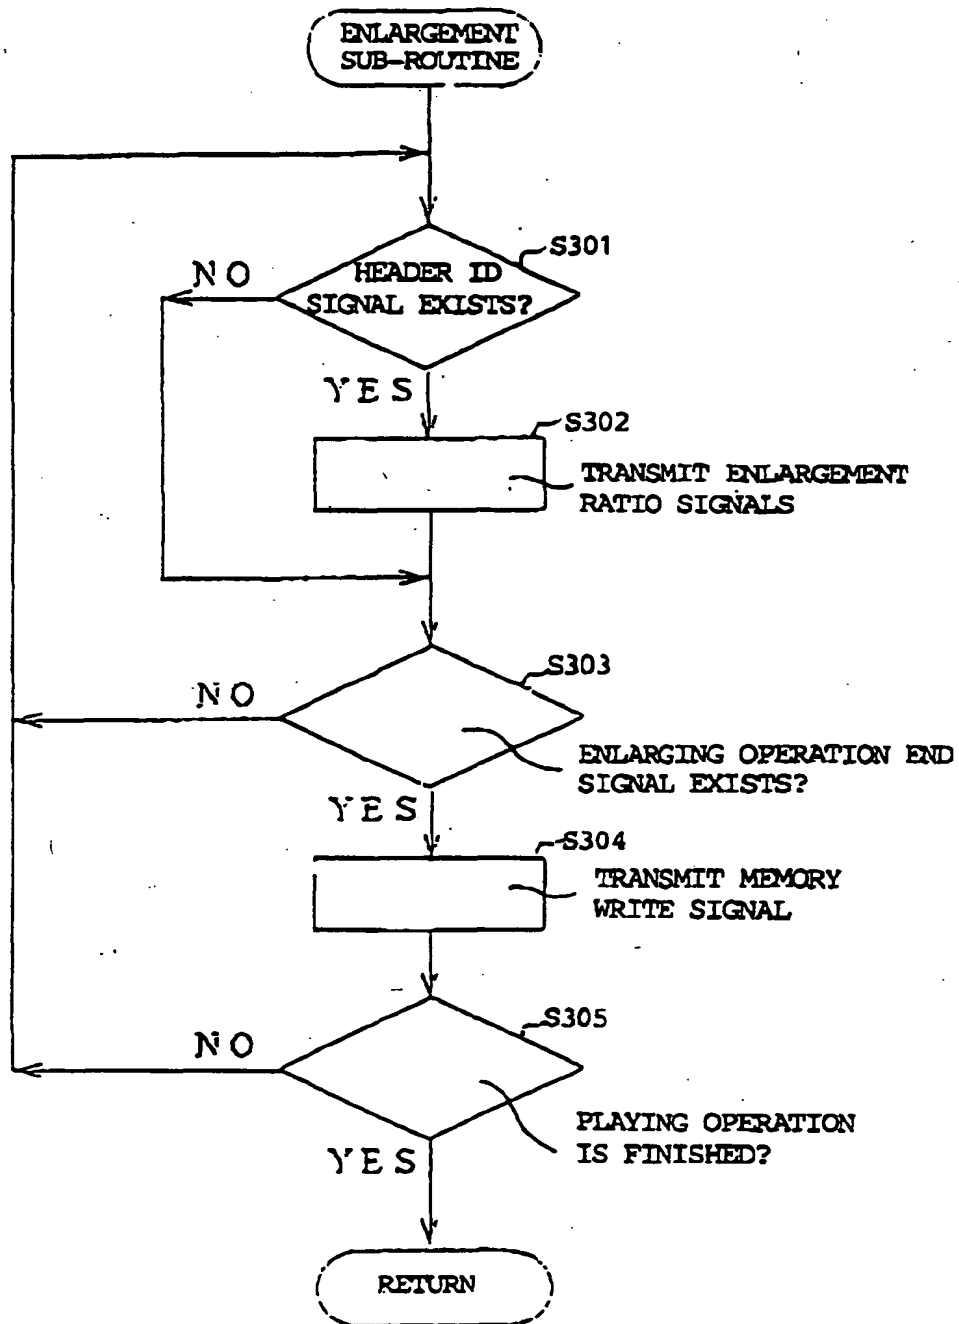 ENLARGEMENT
SUB-ROUTINE
S301
HEADER ID
SIGNAL EXISTS?
NO
YES
S302
TRANSMIT ENLARGEMENT
RATIO SIGNALS
S303
NO
ENLARGING OPERATION END
SIGNAL EXISTS?
YES
S304
TRANSMIT MEMORY
WRITE SIGNAL
S305
NO
PLAYING OPERATION
IS FINISHED?
YES
RETURN